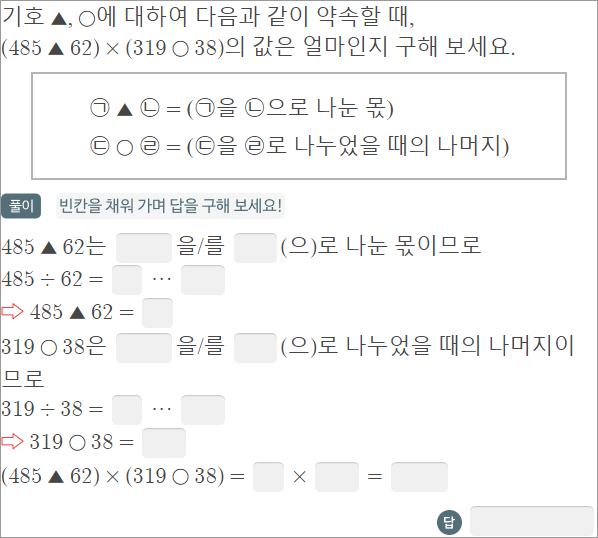 기호 ▲, ○에 대하여 다음과 같이 약속할 때,
(485 ▲ 62) × (319 ○ 38)의 값은 얼마인지 구해 보세요.
㉠ ▲ ㉡ = (㉠을 ㉡으로 나눈 몫)
㉢ ○ ㉣ = (㉢을 ㉣로 나누었을 때의 나머지)
풀이 빈칸을 채워 가며 답을 구해 보세요!
485 ▲ 62는 을/를 (으)로 나눈 몫이므로
485 ÷ 62 = ⋯
⇨ 485 ▲ 62 =
319 ○ 38은 을/를 (으)로 나누었을 때의 나머지이
므로
319 ÷ 38 = ⋯
⇨ 319 ○ 38 =
(485 ▲ 62) × (319 ○ 38) = × =
답